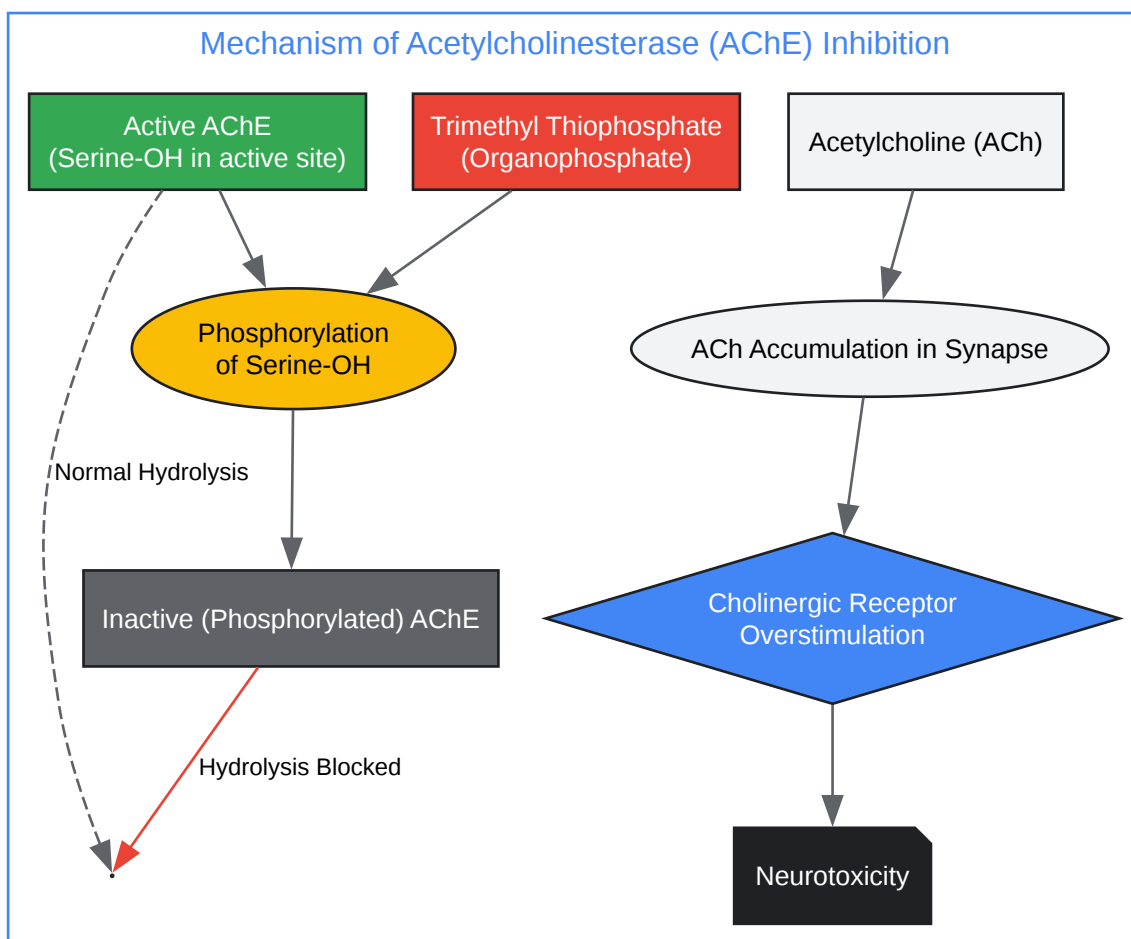 Mechanism of Acetylcholinesterase (AChE) Inhibition
Active AChE
(Serine-OH in active site)
Trimethyl Thiophosphate
(Organophosphate)
Acetylcholine (ACh)
Phosphorylation
of Serine-OH
ACh Accumulation in Synapse
Normal Hydrolysis
Inactive (Phosphorylated) AChE
Cholinergic Receptor
Overstimulation
Hydrolysis Blocked
Neurotoxicity